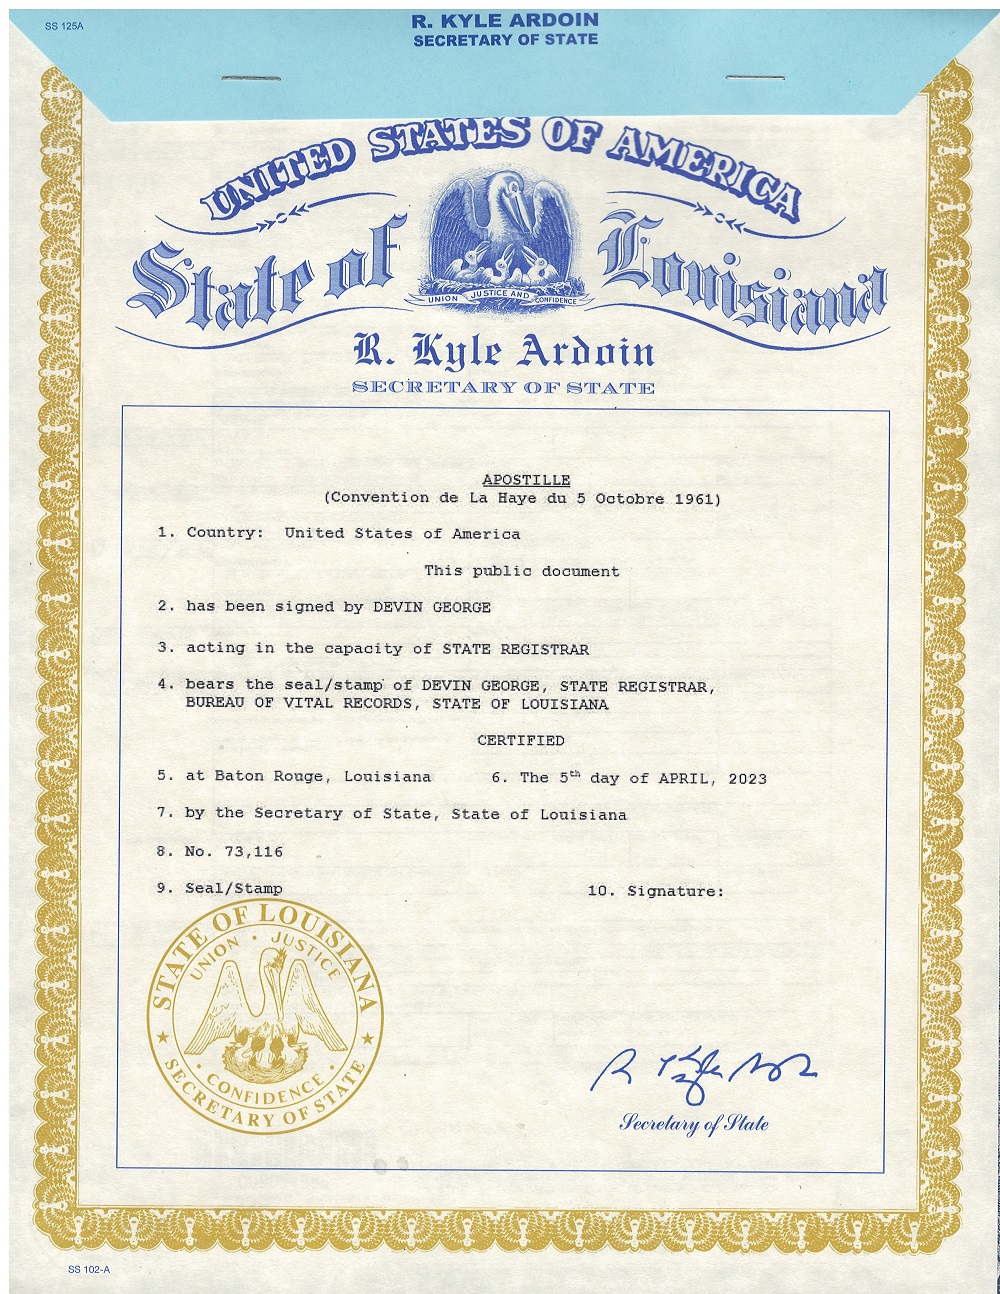 SS 125A
R. KYLE ARDOIN
SECRETARY OF STATE
UNITED STATES OF AMERICA
State of Louisiana
UNION JUSTICE AND CONFIDENCE
R. Kyle Ardoin
SECRETARY OF STATE
APOSTILLE
(Convention de La Haye du 5 Octobre 1961)
1. Country: United States of America
This public document
2. has been signed by DEVIN GEORGE
3. acting in the capacity of STATE REGISTRAR
4. bears the seal/stamp of DEVIN GEORGE, STATE REGISTRAR,
BUREAU OF VITAL RECORDS, STATE OF LOUISIANA
CERTIFIED
5. at Baton Rouge, Louisiana 6. The 5th day of APRIL, 2023
7. by the Secretary of State, State of Louisiana
8. No. 73,116
9. Seal/Stamp 10. Signature:
STATE OF LOUISIANA
UNION · JUSTICE
· CONFIDENCE ·
★ SECRETARY OF STATE ★
R Kyle Ardoin
Secretary of State
SS 102-A